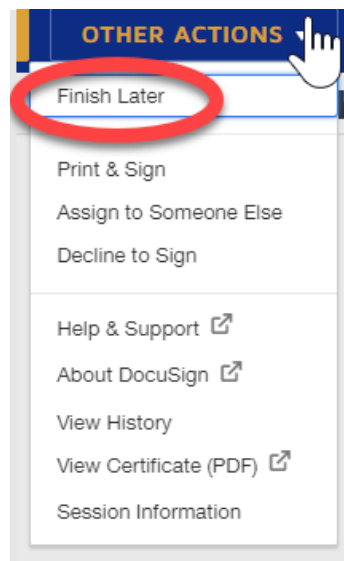 OTHER ACTIONS
Finish Later
Print & Sign
Assign to Someone Else
Decline to Sign
Help & Support
About DocuSign
View History
View Certificate (PDF)
Session Information